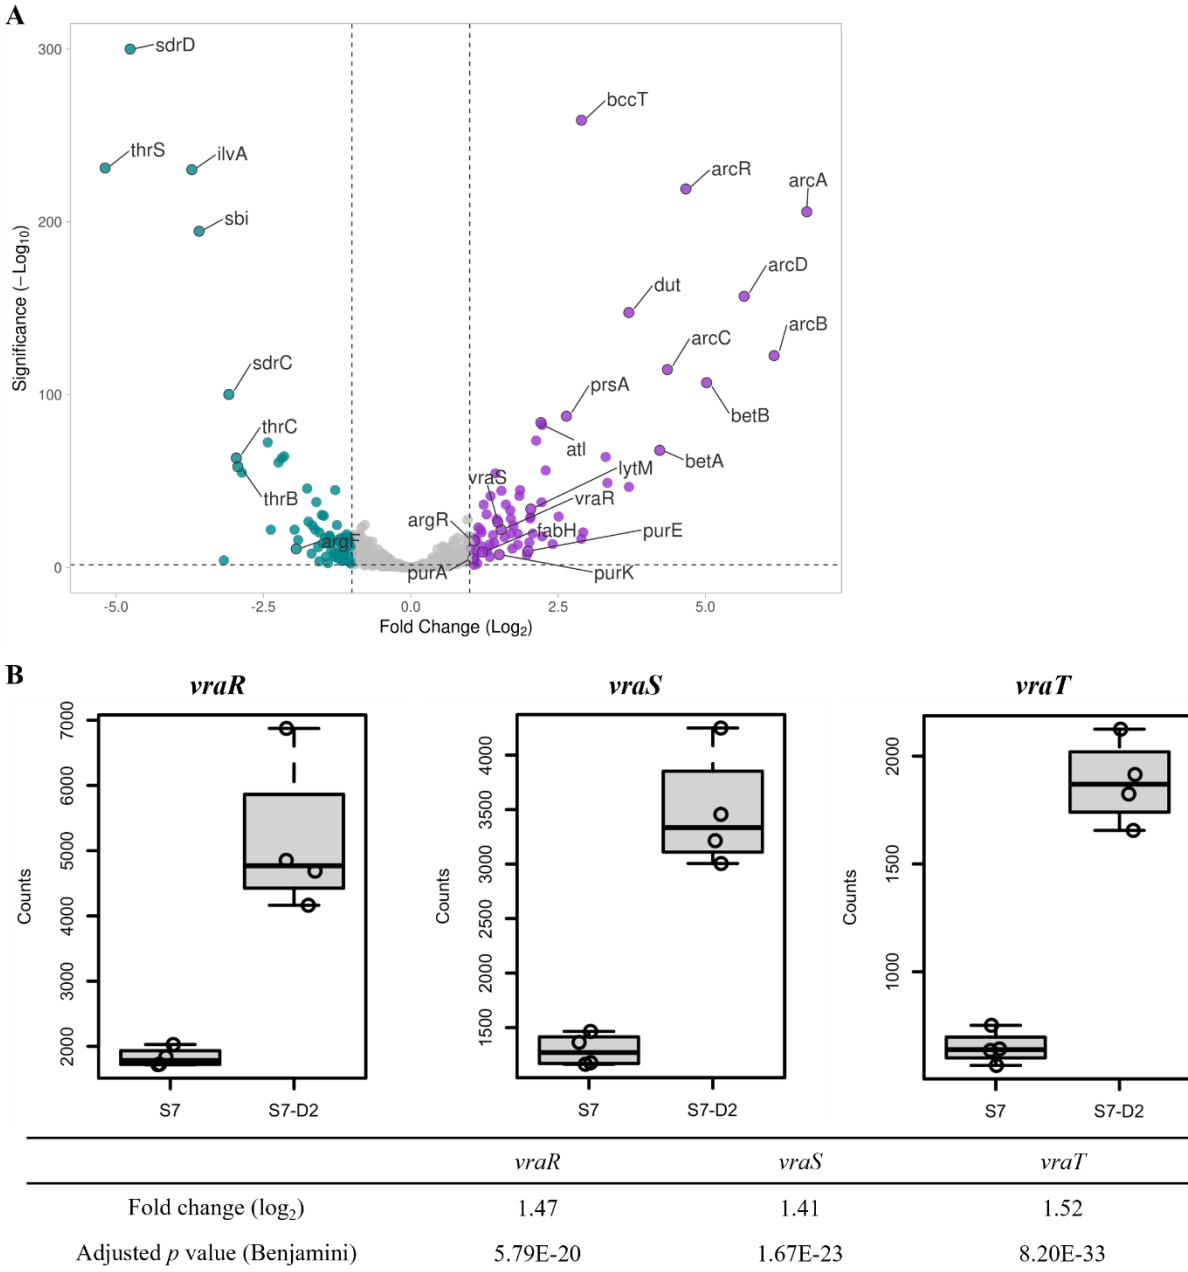 A
sdrD
bccT
thrS
ilvA
arcR
arcA
sbi
arcD
dut
arcB
arcC
sdrC
prsA
betB
thrC
atl
betA
thrB
vraS
lytM
vraR
argR
fabH
purE
argF
purA
purK
300
200
100
0
Significance (−Log10)
-5.0 -2.5 0.0 2.5 5.0
Fold Change (Log2)
B
vraR vraS vraT
7000
6000
5000
4000
3000
2000
Counts
S7 S7-D2
4000
3500
3000
2500
2000
1500
Counts
S7 S7-D2
2000
1500
1000
Counts
S7 S7-D2
vraR vraS vraT
Fold change (log2) 1.47 1.41 1.52
Adjusted p value (Benjamini) 5.79E-20 1.67E-23 8.20E-33